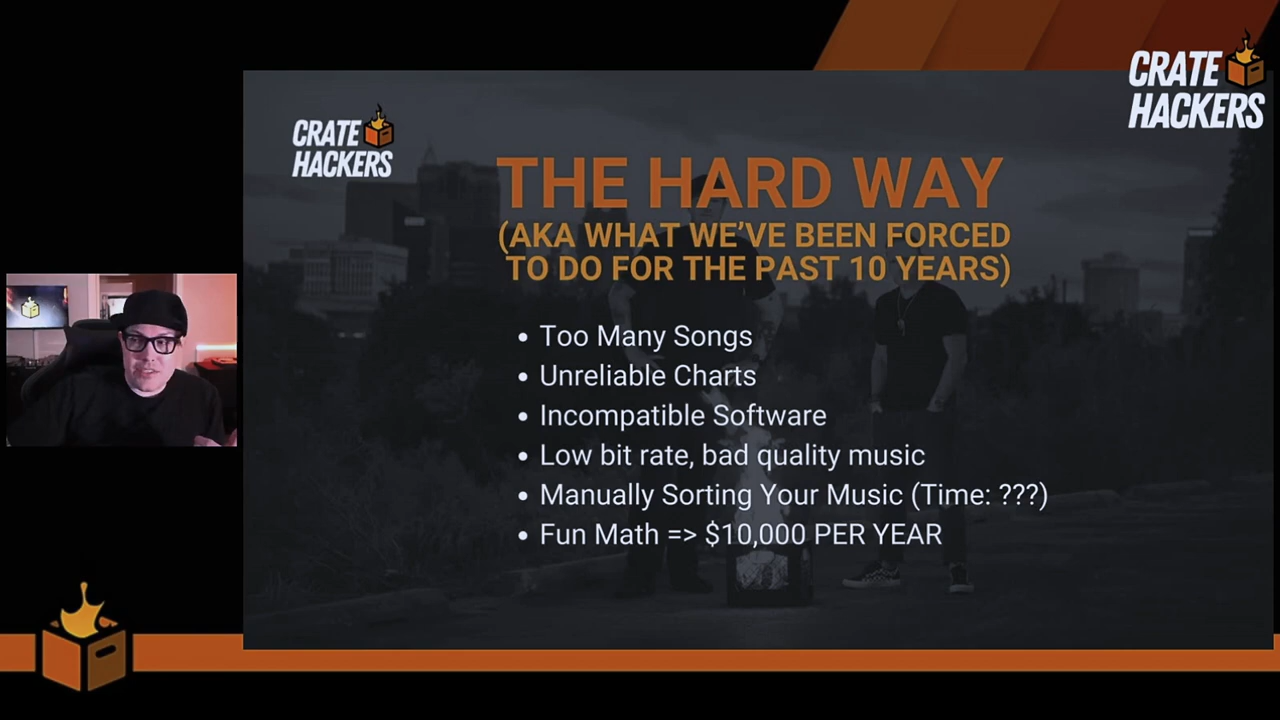 CRATE
HACKERS
CRATE
HACKERS
THE HARD WAY
(AKA WHAT WE'VE BEEN FORCED
TO DO FOR THE PAST 10 YEARS)
• Too Many Songs
• Unreliable Charts
• Incompatible Software
• Low bit rate, bad quality music
• Manually Sorting Your Music (Time: ???)
• Fun Math => $10,000 PER YEAR